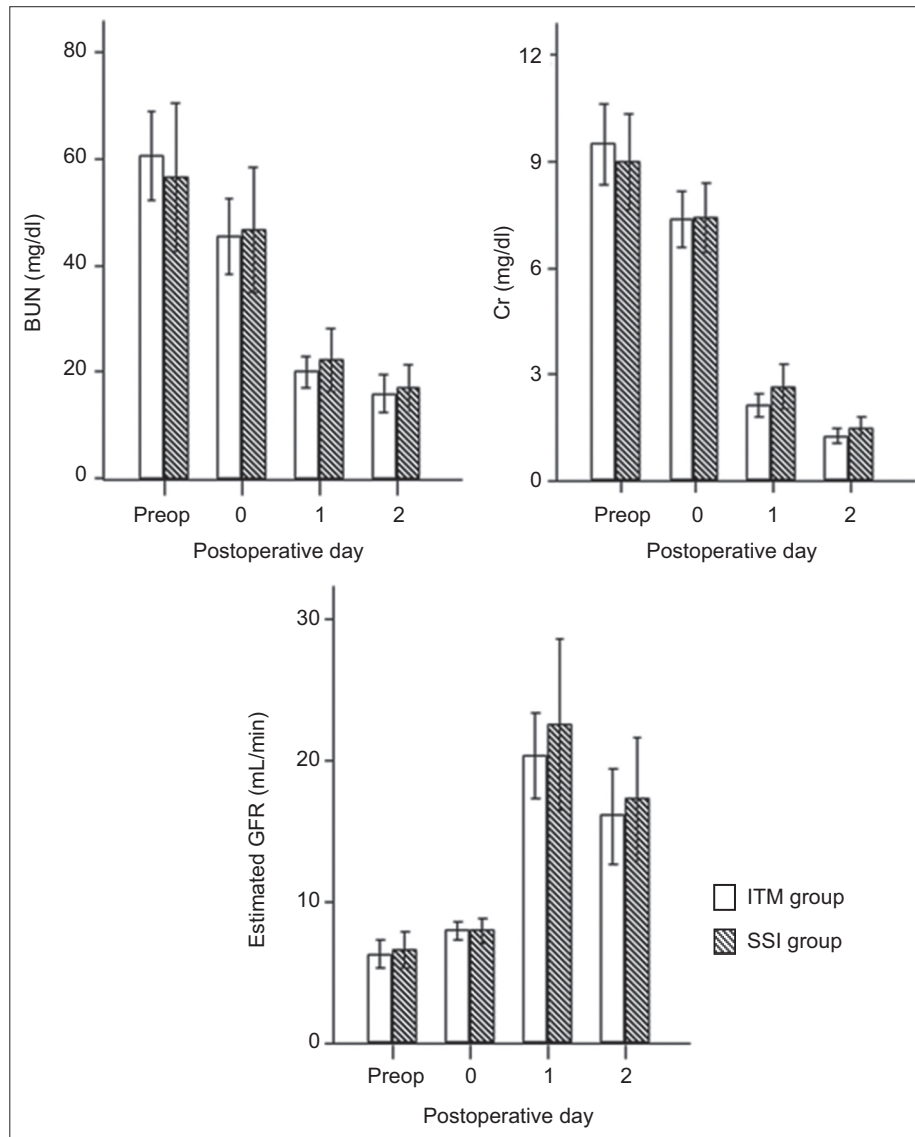 80
60
40
20
0
BUN (mg/dl)
Preop 0 1 2
Postoperative day
12
9
6
3
0
Cr (mg/dl)
Preop 0 1 2
Postoperative day
30
20
10
0
Estimated GFR (mL/min)
Preop 0 1 2
Postoperative day
ITM group
SSI group